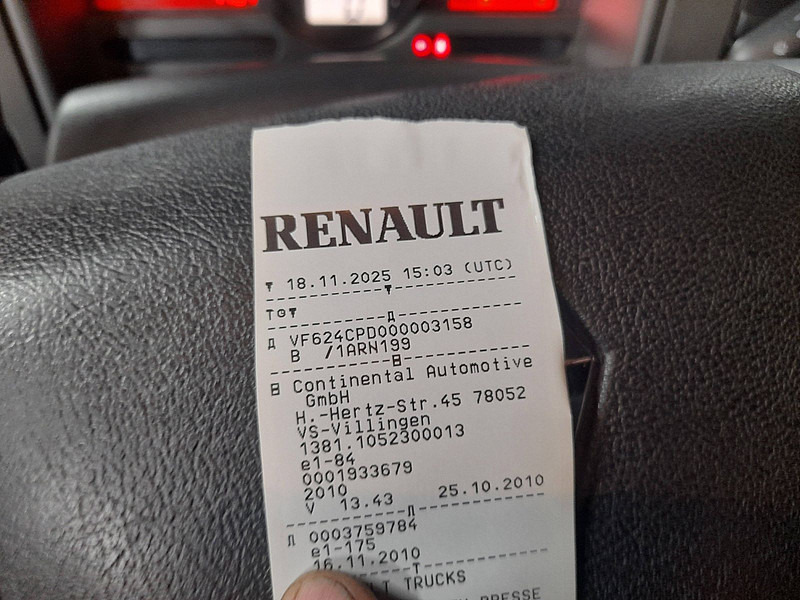 RENAULT
18.11.2025 15:03 (UTC)
T
VF624CPD000003158
B /1ARN199
Continental Automotive
GmbH
H.-Hertz-Str.45 78052
VS-Villingen
1381.1052300013
e1-84
0001933679
2010
V 13.43 25.10.2010
0003759784
e1-175
16.11.2010
T
TRUCKS
PRESSE